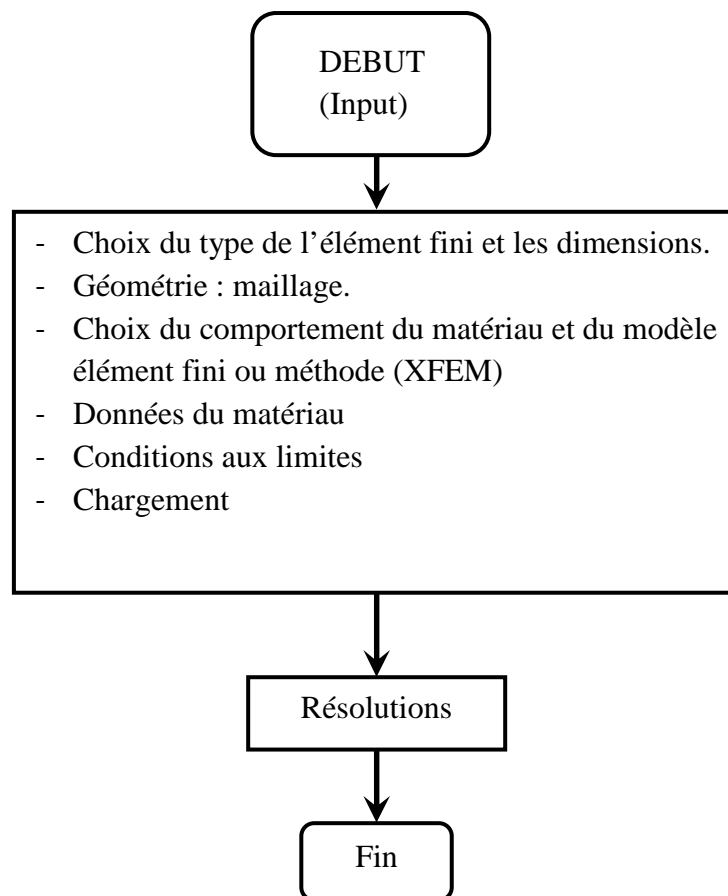 DEBUT
(Input)
- Choix du type de l’élément fini et les dimensions.
- Géométrie : maillage.
- Choix du comportement du matériau et du modèle
élément fini ou méthode (XFEM)
- Données du matériau
- Conditions aux limites
- Chargement
Résolutions
Fin